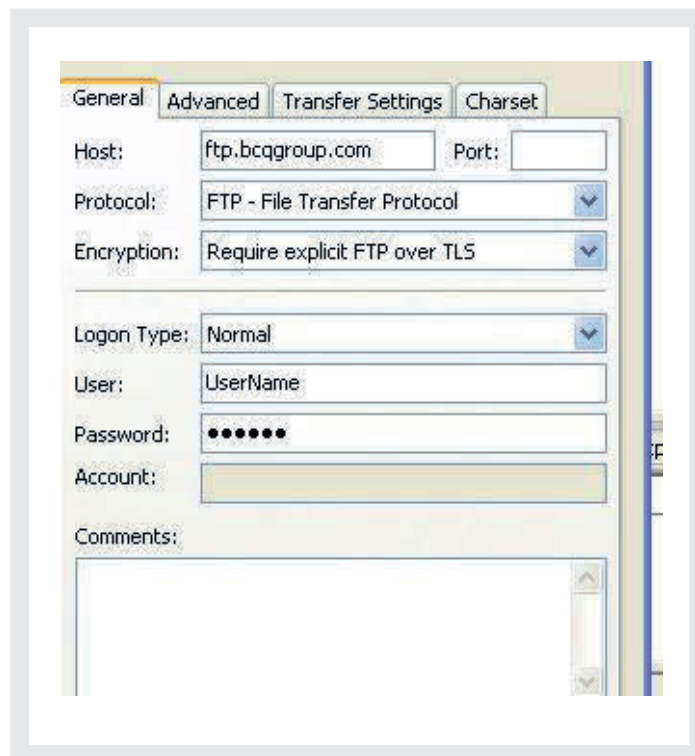 General Advanced Transfer Settings Charset
Host: ftp.bcqgroup.com Port:
Protocol: FTP - File Transfer Protocol
Encryption: Require explicit FTP over TLS
Logon Type: Normal
User: UserName
Password: ●●●●●●
Account:
Comments: